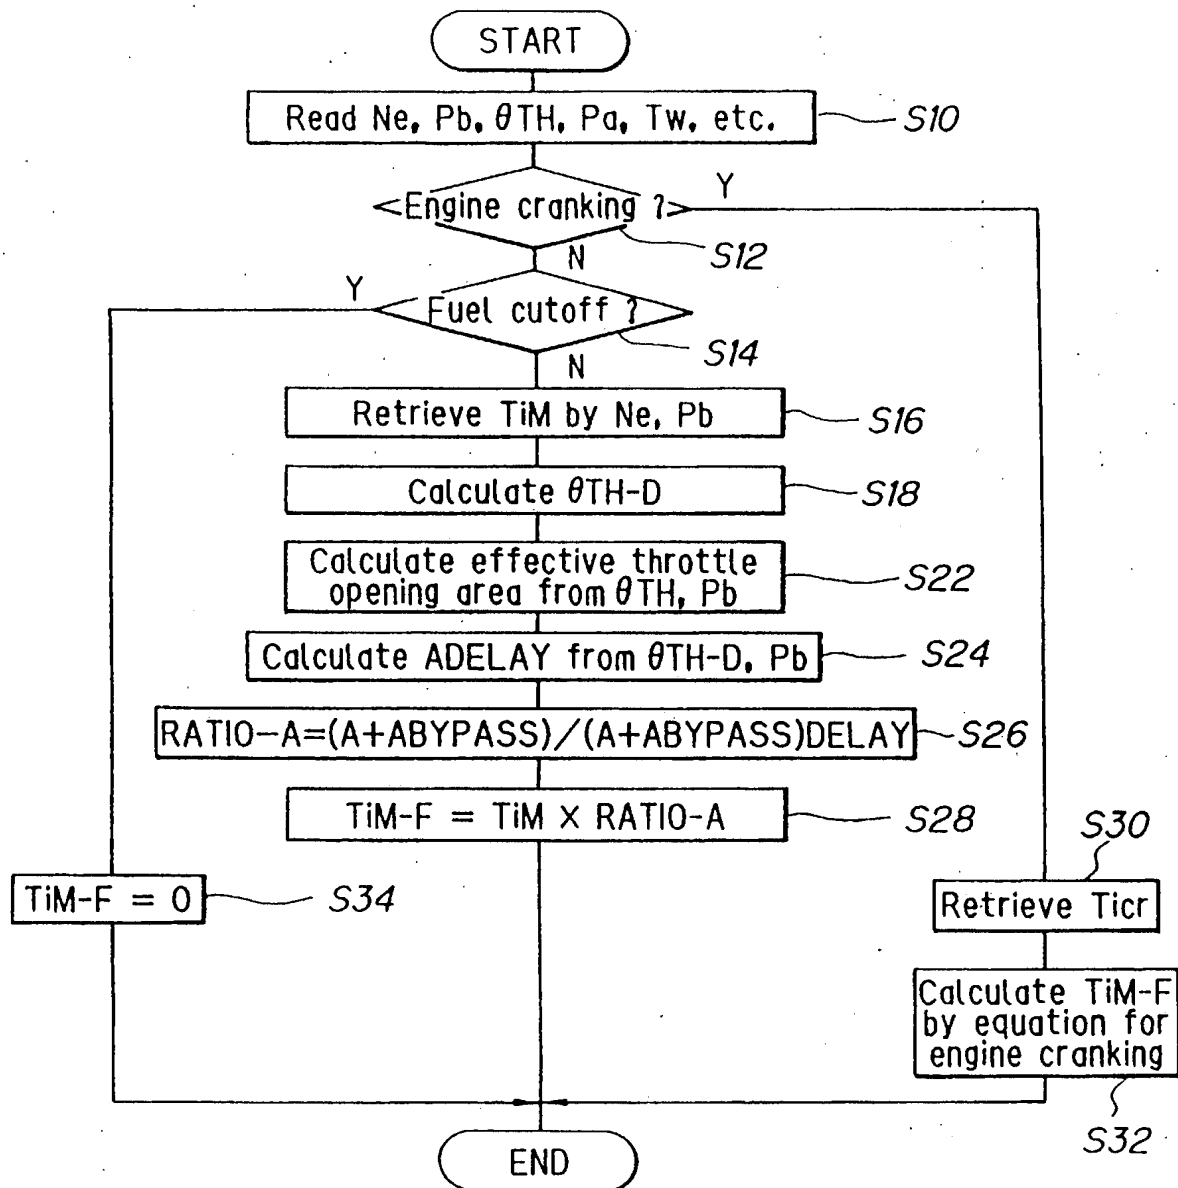 START
Read Ne, Pb, θTH, Pa, Tw, etc.
S10
Engine cranking ?
Y
S12
N
Y
Fuel cutoff ?
S14
N
Retrieve TiM by Ne, Pb
S16
Calculate θTH-D
S18
Calculate effective throttle
opening area from θTH, Pb
S22
Calculate ADELAY from θTH-D, Pb
S24
RATIO-A=(A+ABYPASS)/(A+ABYPASS)DELAY
S26
TiM-F = TiM × RATIO-A
S28
S30
TiM-F = 0
S34
Retrieve Ticr
Calculate TiM-F
by equation for
engine cranking
S32
END